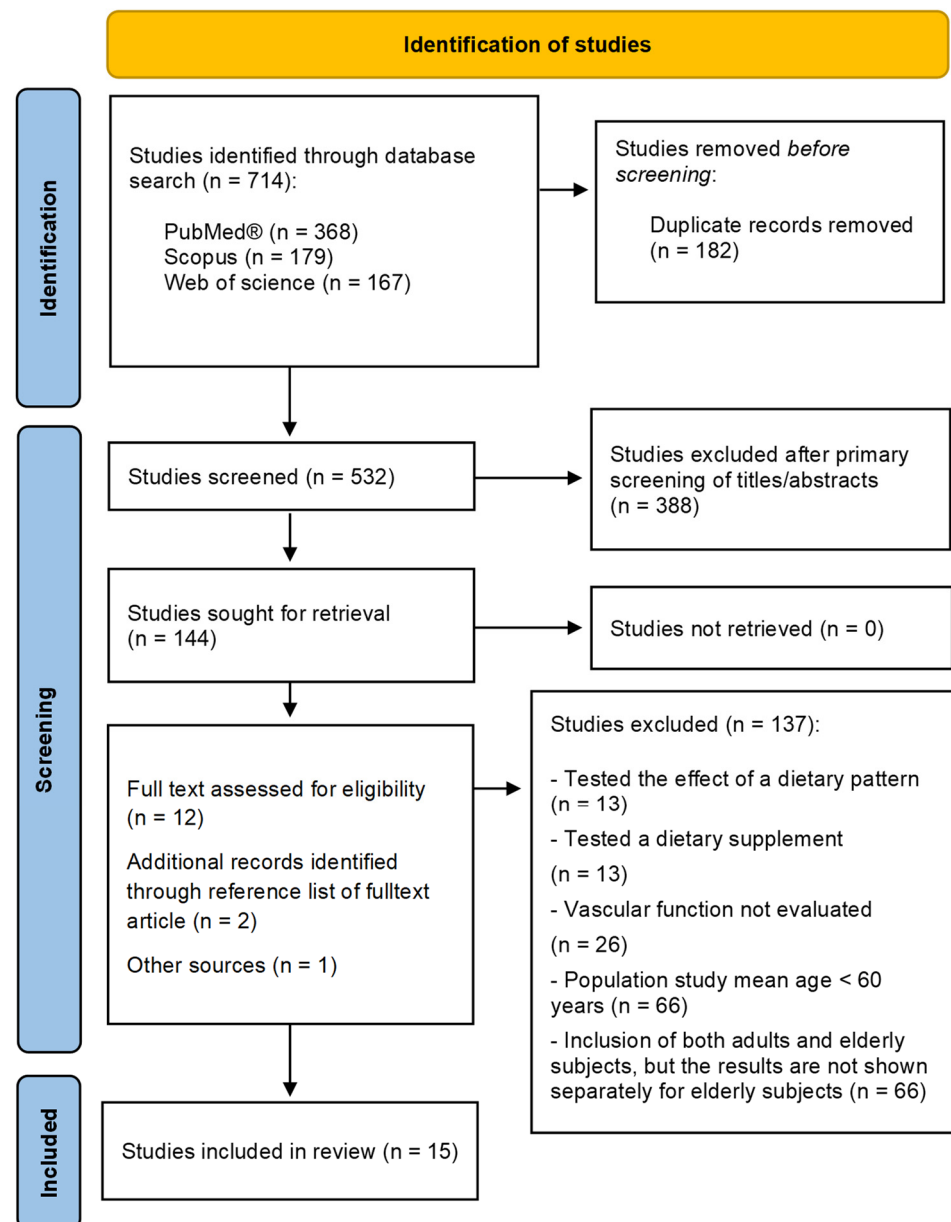 Identification of studies
Identification
Studies identified through database
search (n = 714):
PubMed® (n = 368)
Scopus (n = 179)
Web of science (n = 167)
Studies removed before
screening:
Duplicate records removed
(n = 182)
Screening
Studies screened (n = 532)
Studies excluded after primary
screening of titles/abstracts
(n = 388)
Studies sought for retrieval
(n = 144)
Studies not retrieved (n = 0)
Full text assessed for eligibility
(n = 12)
Additional records identified
through reference list of fulltext
article (n = 2)
Other sources (n = 1)
Studies excluded (n = 137):
- Tested the effect of a dietary pattern
(n = 13)
- Tested a dietary supplement
(n = 13)
- Vascular function not evaluated
(n = 26)
- Population study mean age < 60
years (n = 66)
- Inclusion of both adults and elderly
subjects, but the results are not shown
separately for elderly subjects (n = 66)
Included
Studies included in review (n = 15)